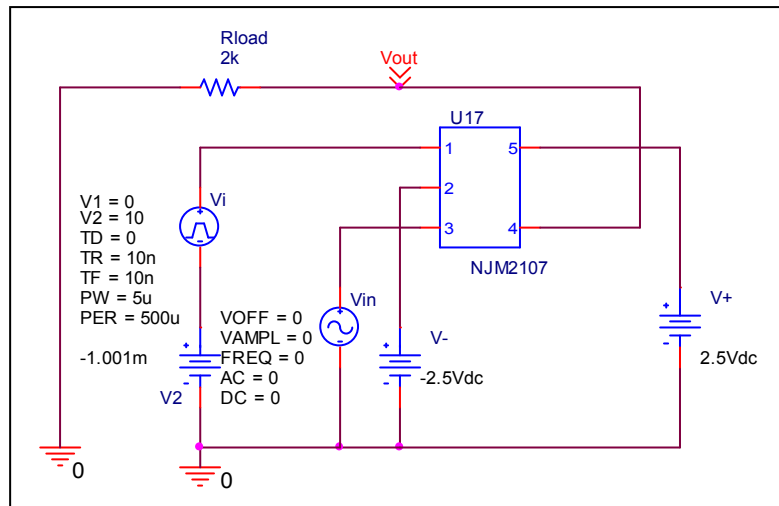 Rload
2k
Vout
U17
1
5
2
3
4
NJM2107
Vi
V1 = 0
V2 = 10
TD = 0
TR = 10n
TF = 10n
PW = 5u
PER = 500u
-1.001m
V2
Vin
VOFF = 0
VAMPL = 0
FREQ = 0
AC = 0
DC = 0
V-
-2.5Vdc
V+
2.5Vdc
0
0